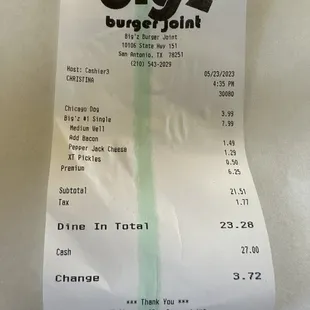 big'z
burger joint
Big'z Burger Joint
10106 State Hwy 151
San Antonio, TX 78251
(210) 543-2029
Host: Cashier3 05/23/2023
CHRISTINA 4:35 PM
30080
Chicago Dog 3.99
Big'z #1 Single 7.99
Medium Well
Add Bacon 1.49
Pepper Jack Cheese 1.29
XT Pickles 0.50
Premium 6.25
Subtotal 21.51
Tax 1.77
Dine In Total 23.28
Cash 27.00
Change 3.72
*** Thank You ***